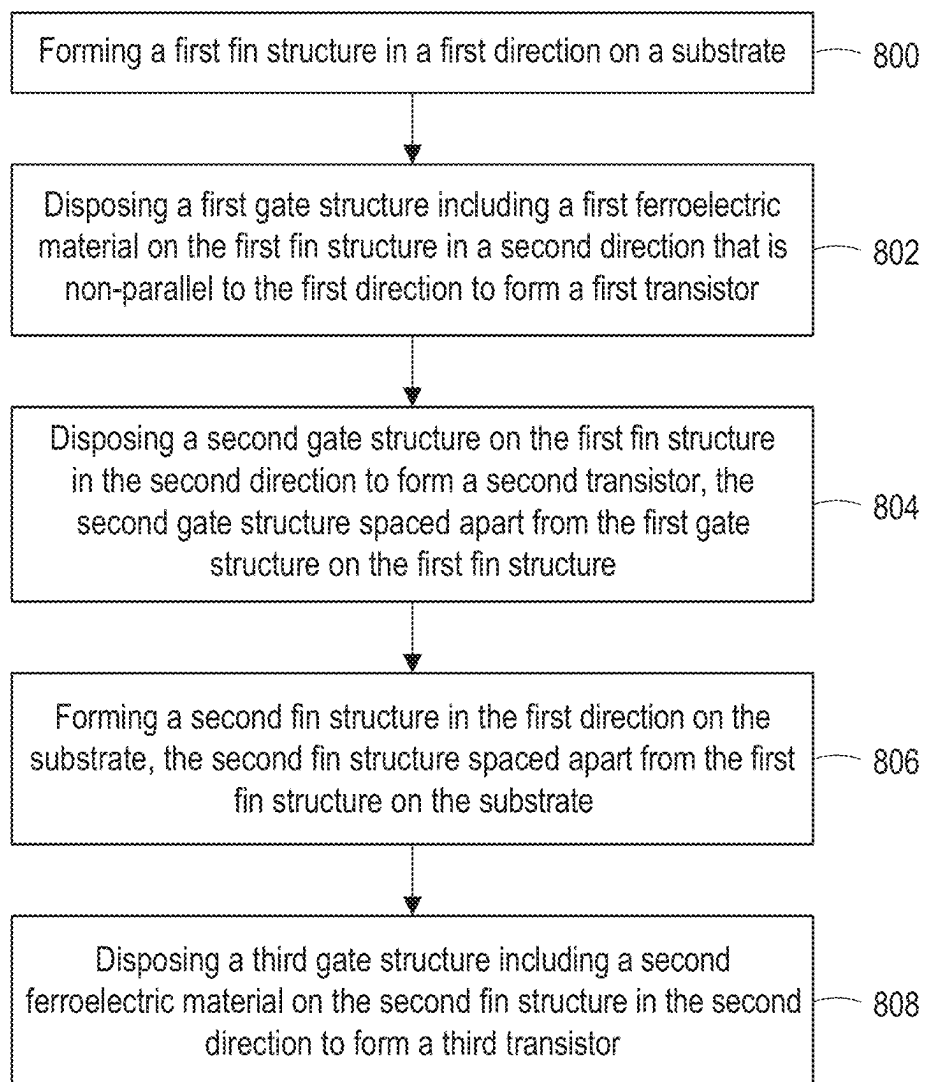 Forming a first fin structure in a first direction on a substrate
800
Disposing a first gate structure including a first ferroelectric
material on the first fin structure in a second direction that is
non-parallel to the first direction to form a first transistor
802
Disposing a second gate structure on the first fin structure
in the second direction to form a second transistor, the
second gate structure spaced apart from the first gate
structure on the first fin structure
804
Forming a second fin structure in the first direction on the
substrate, the second fin structure spaced apart from the first
fin structure on the substrate
806
Disposing a third gate structure including a second
ferroelectric material on the second fin structure in the second
direction to form a third transistor
808